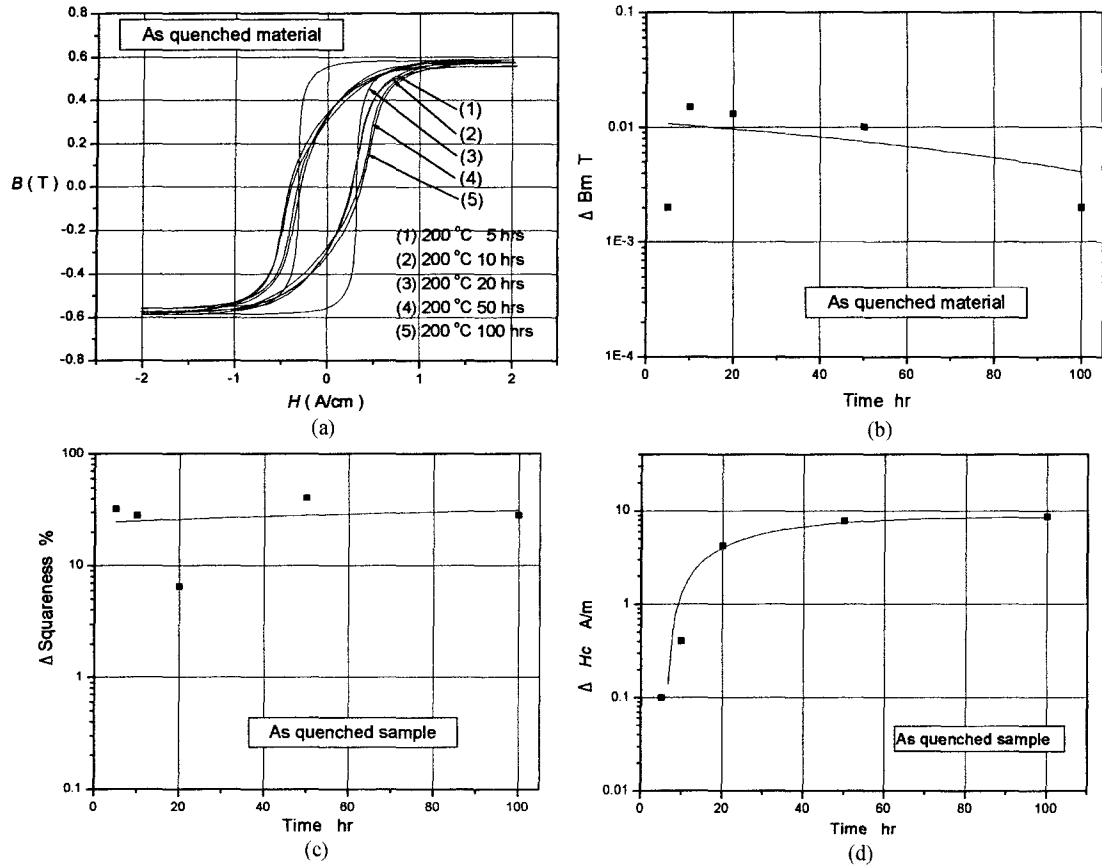 As quenched material
0.8
0.6
0.4
0.2
0.0
-0.2
-0.4
-0.6
-0.8
B ( T )
(1)
(2)
(3)
(4)
(5)
(1) 200 °C 5 hrs
(2) 200 °C 10 hrs
(3) 200 °C 20 hrs
(4) 200 °C 50 hrs
(5) 200 °C 100 hrs
-2 -1 0 1 2
H ( A/cm )
(a)
0.1
0.01
1E-3
1E-4
Δ Bm T
As quenched material
0 20 40 60 80 100
Time hr
(b)
100
10
1
0.1
Δ Squareness %
As quenched sample
0 20 40 60 80 100
Time hr
(c)
10
1
0.1
0.01
Δ Hc A/m
As quenched sample
0 20 40 60 80 100
Time hr
(d)